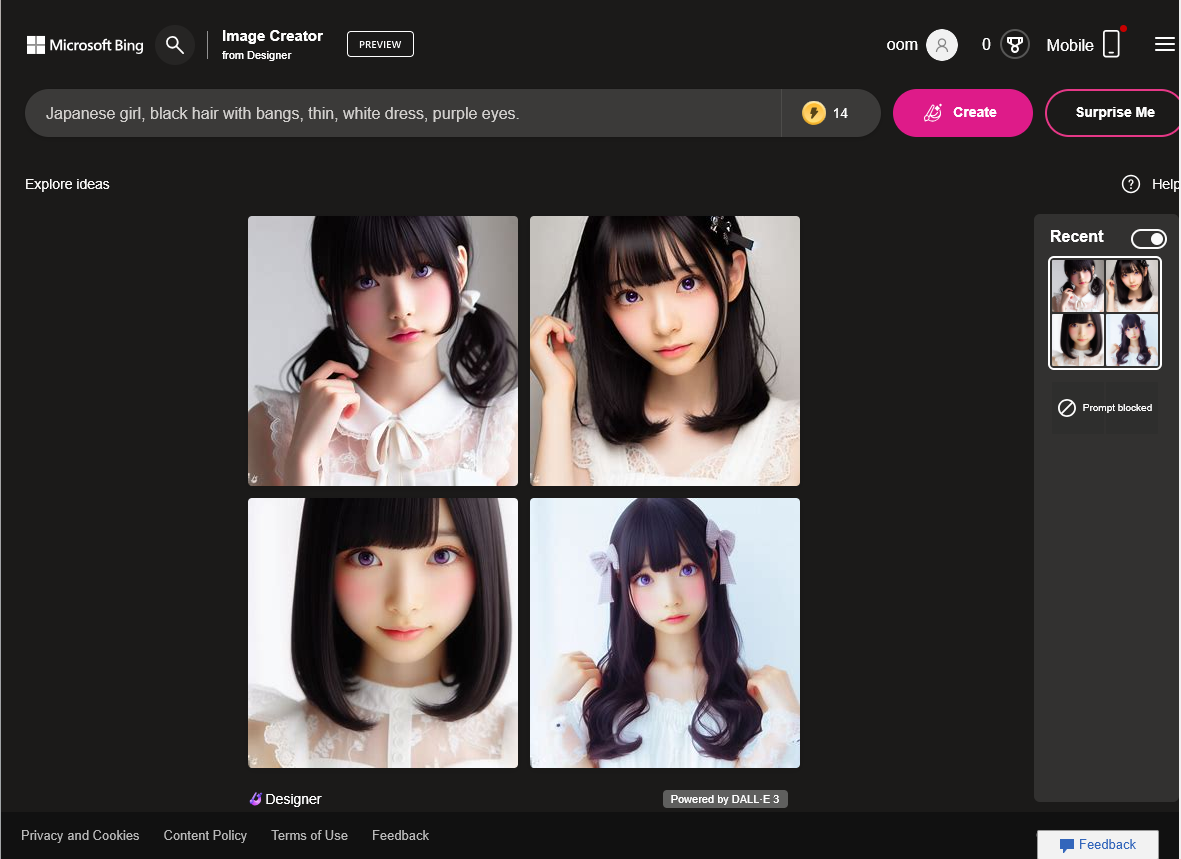 Microsoft Bing
Image Creator
from Designer
PREVIEW
oom
0
Mobile
Japanese girl, black hair with bangs, thin, white dress, purple eyes.
14
Create
Surprise Me
Explore ideas
Help
Recent
Prompt blocked
Designer
Powered by DALL·E 3
Privacy and Cookies
Content Policy
Terms of Use
Feedback
Feedback